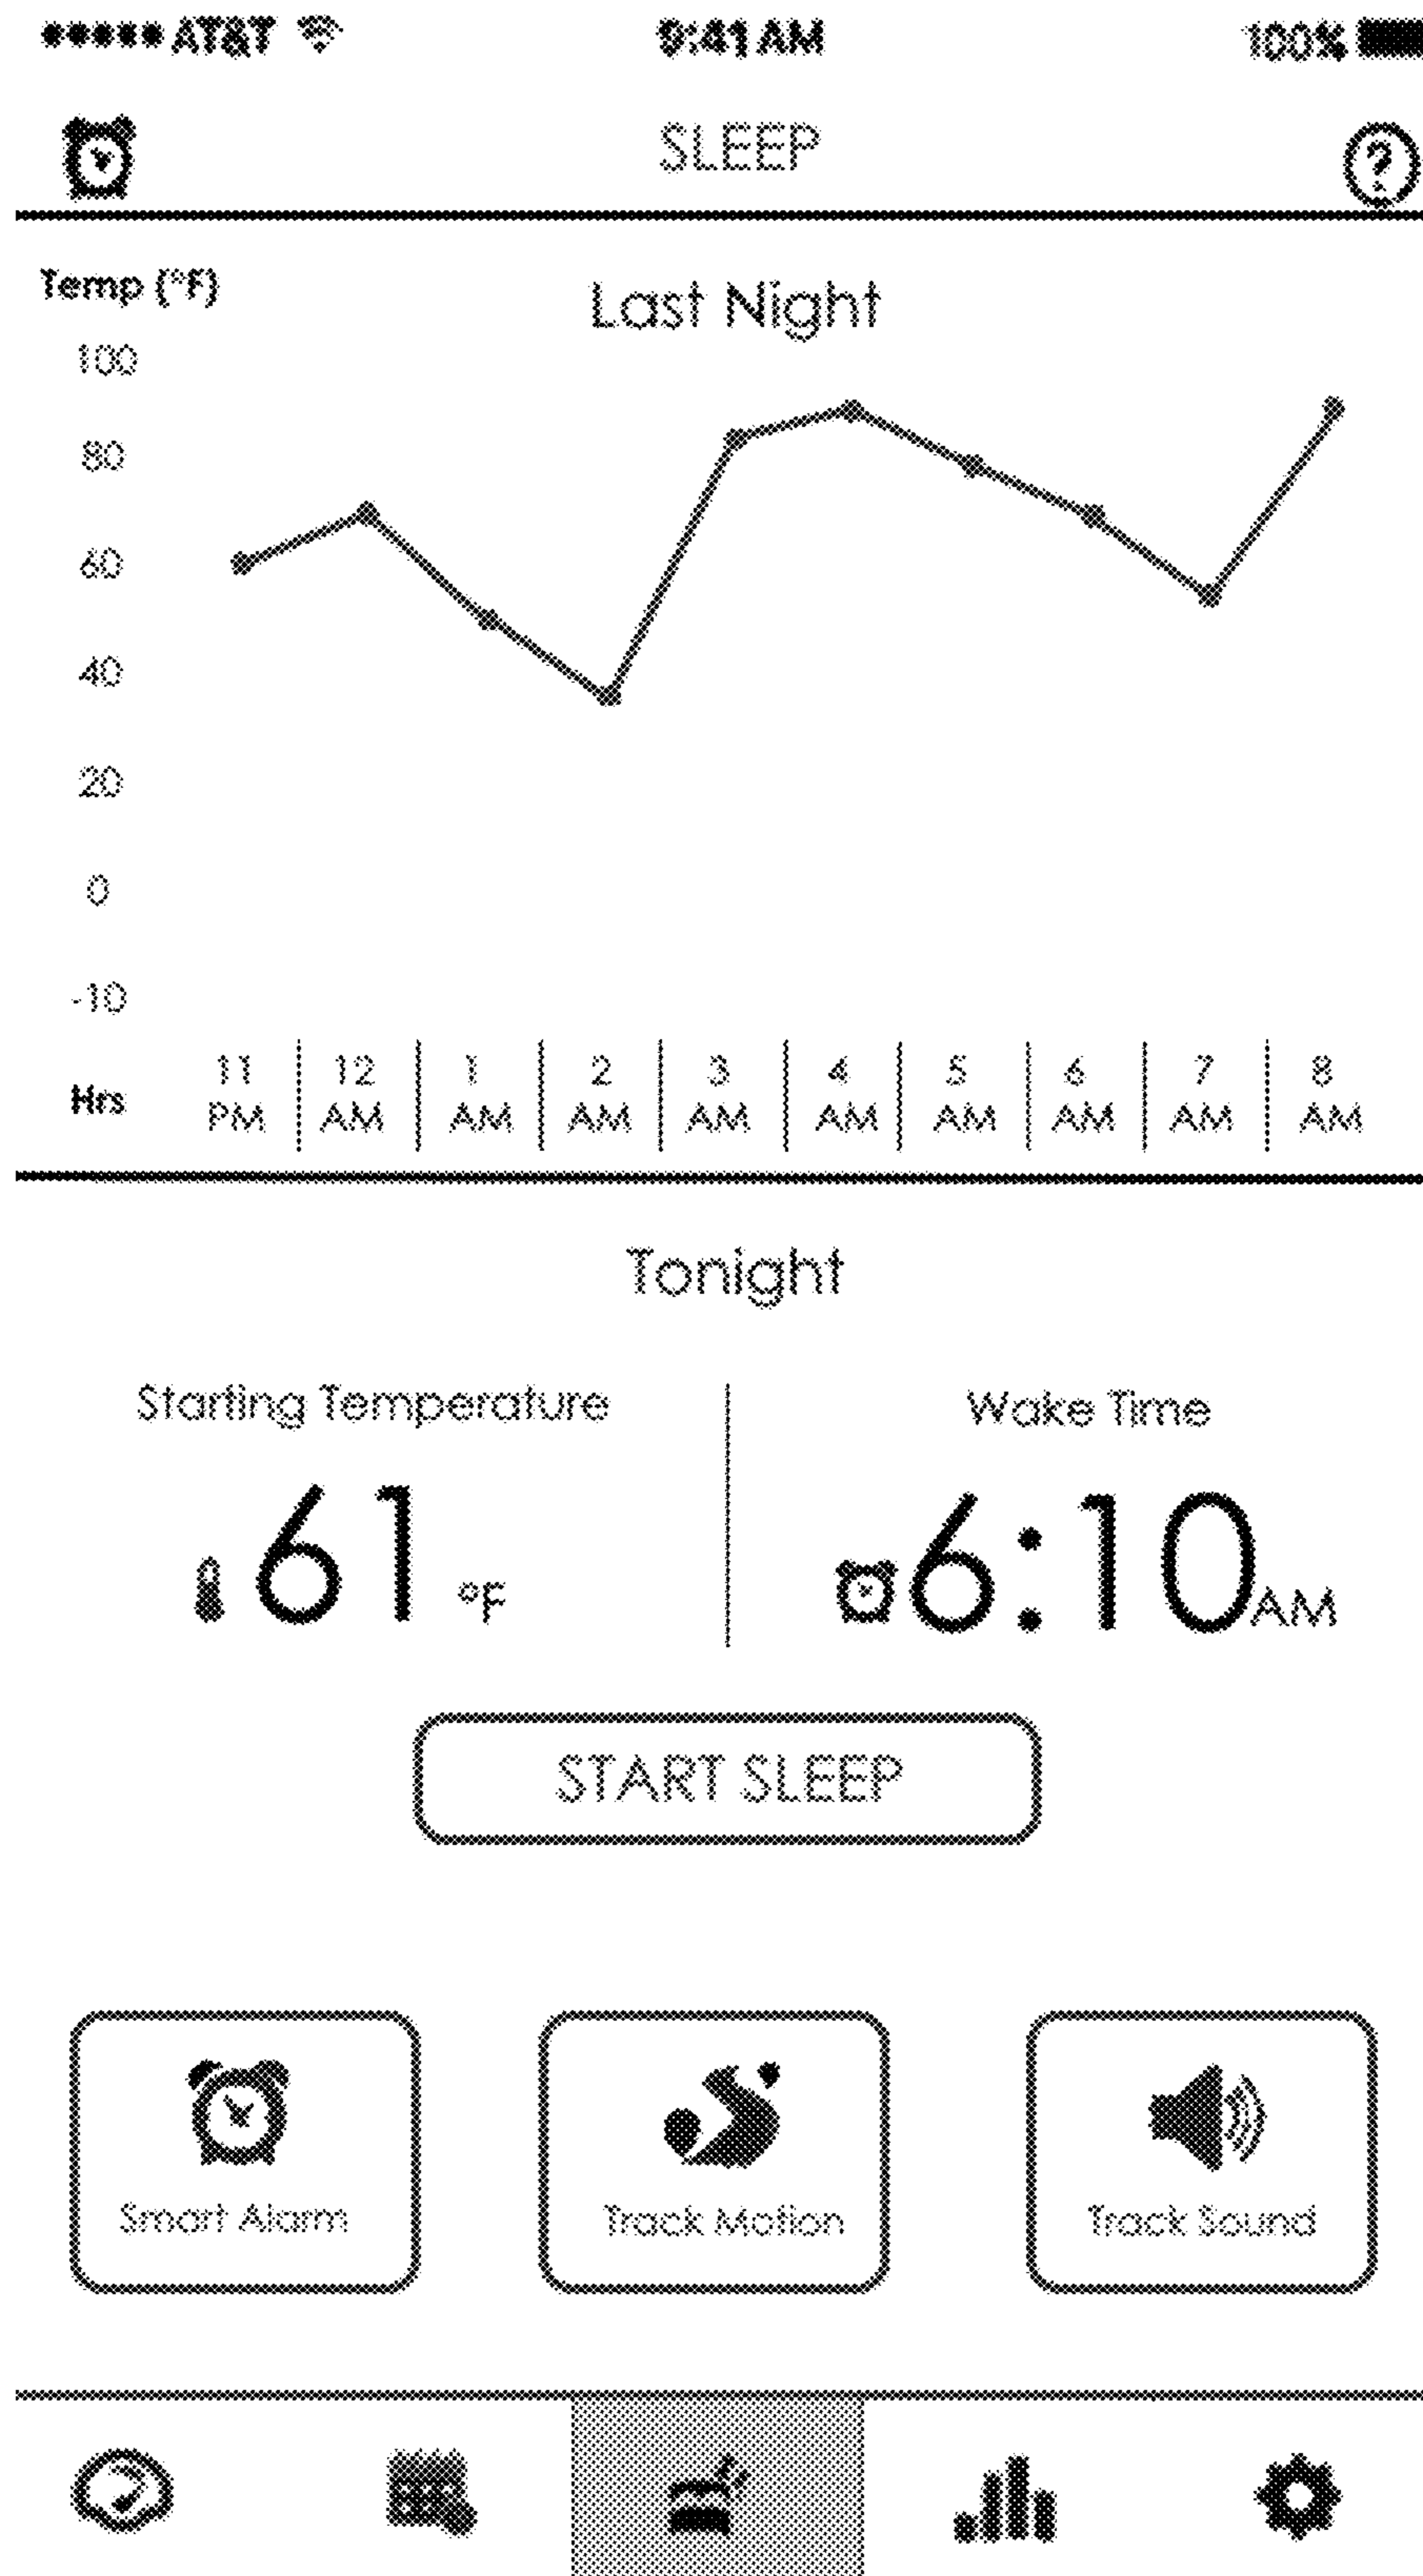 AT&T 9:41 AM 100%
SLEEP
Temp (°F)
Last Night
100
80
60
40
20
0
-10
Hrs
11 PM
12 AM
1 AM
2 AM
3 AM
4 AM
5 AM
6 AM
7 AM
8 AM
Tonight
Starting Temperature
61 °F
Wake Time
6:10 AM
START SLEEP
Smart Alarm
Track Motion
Track Sound